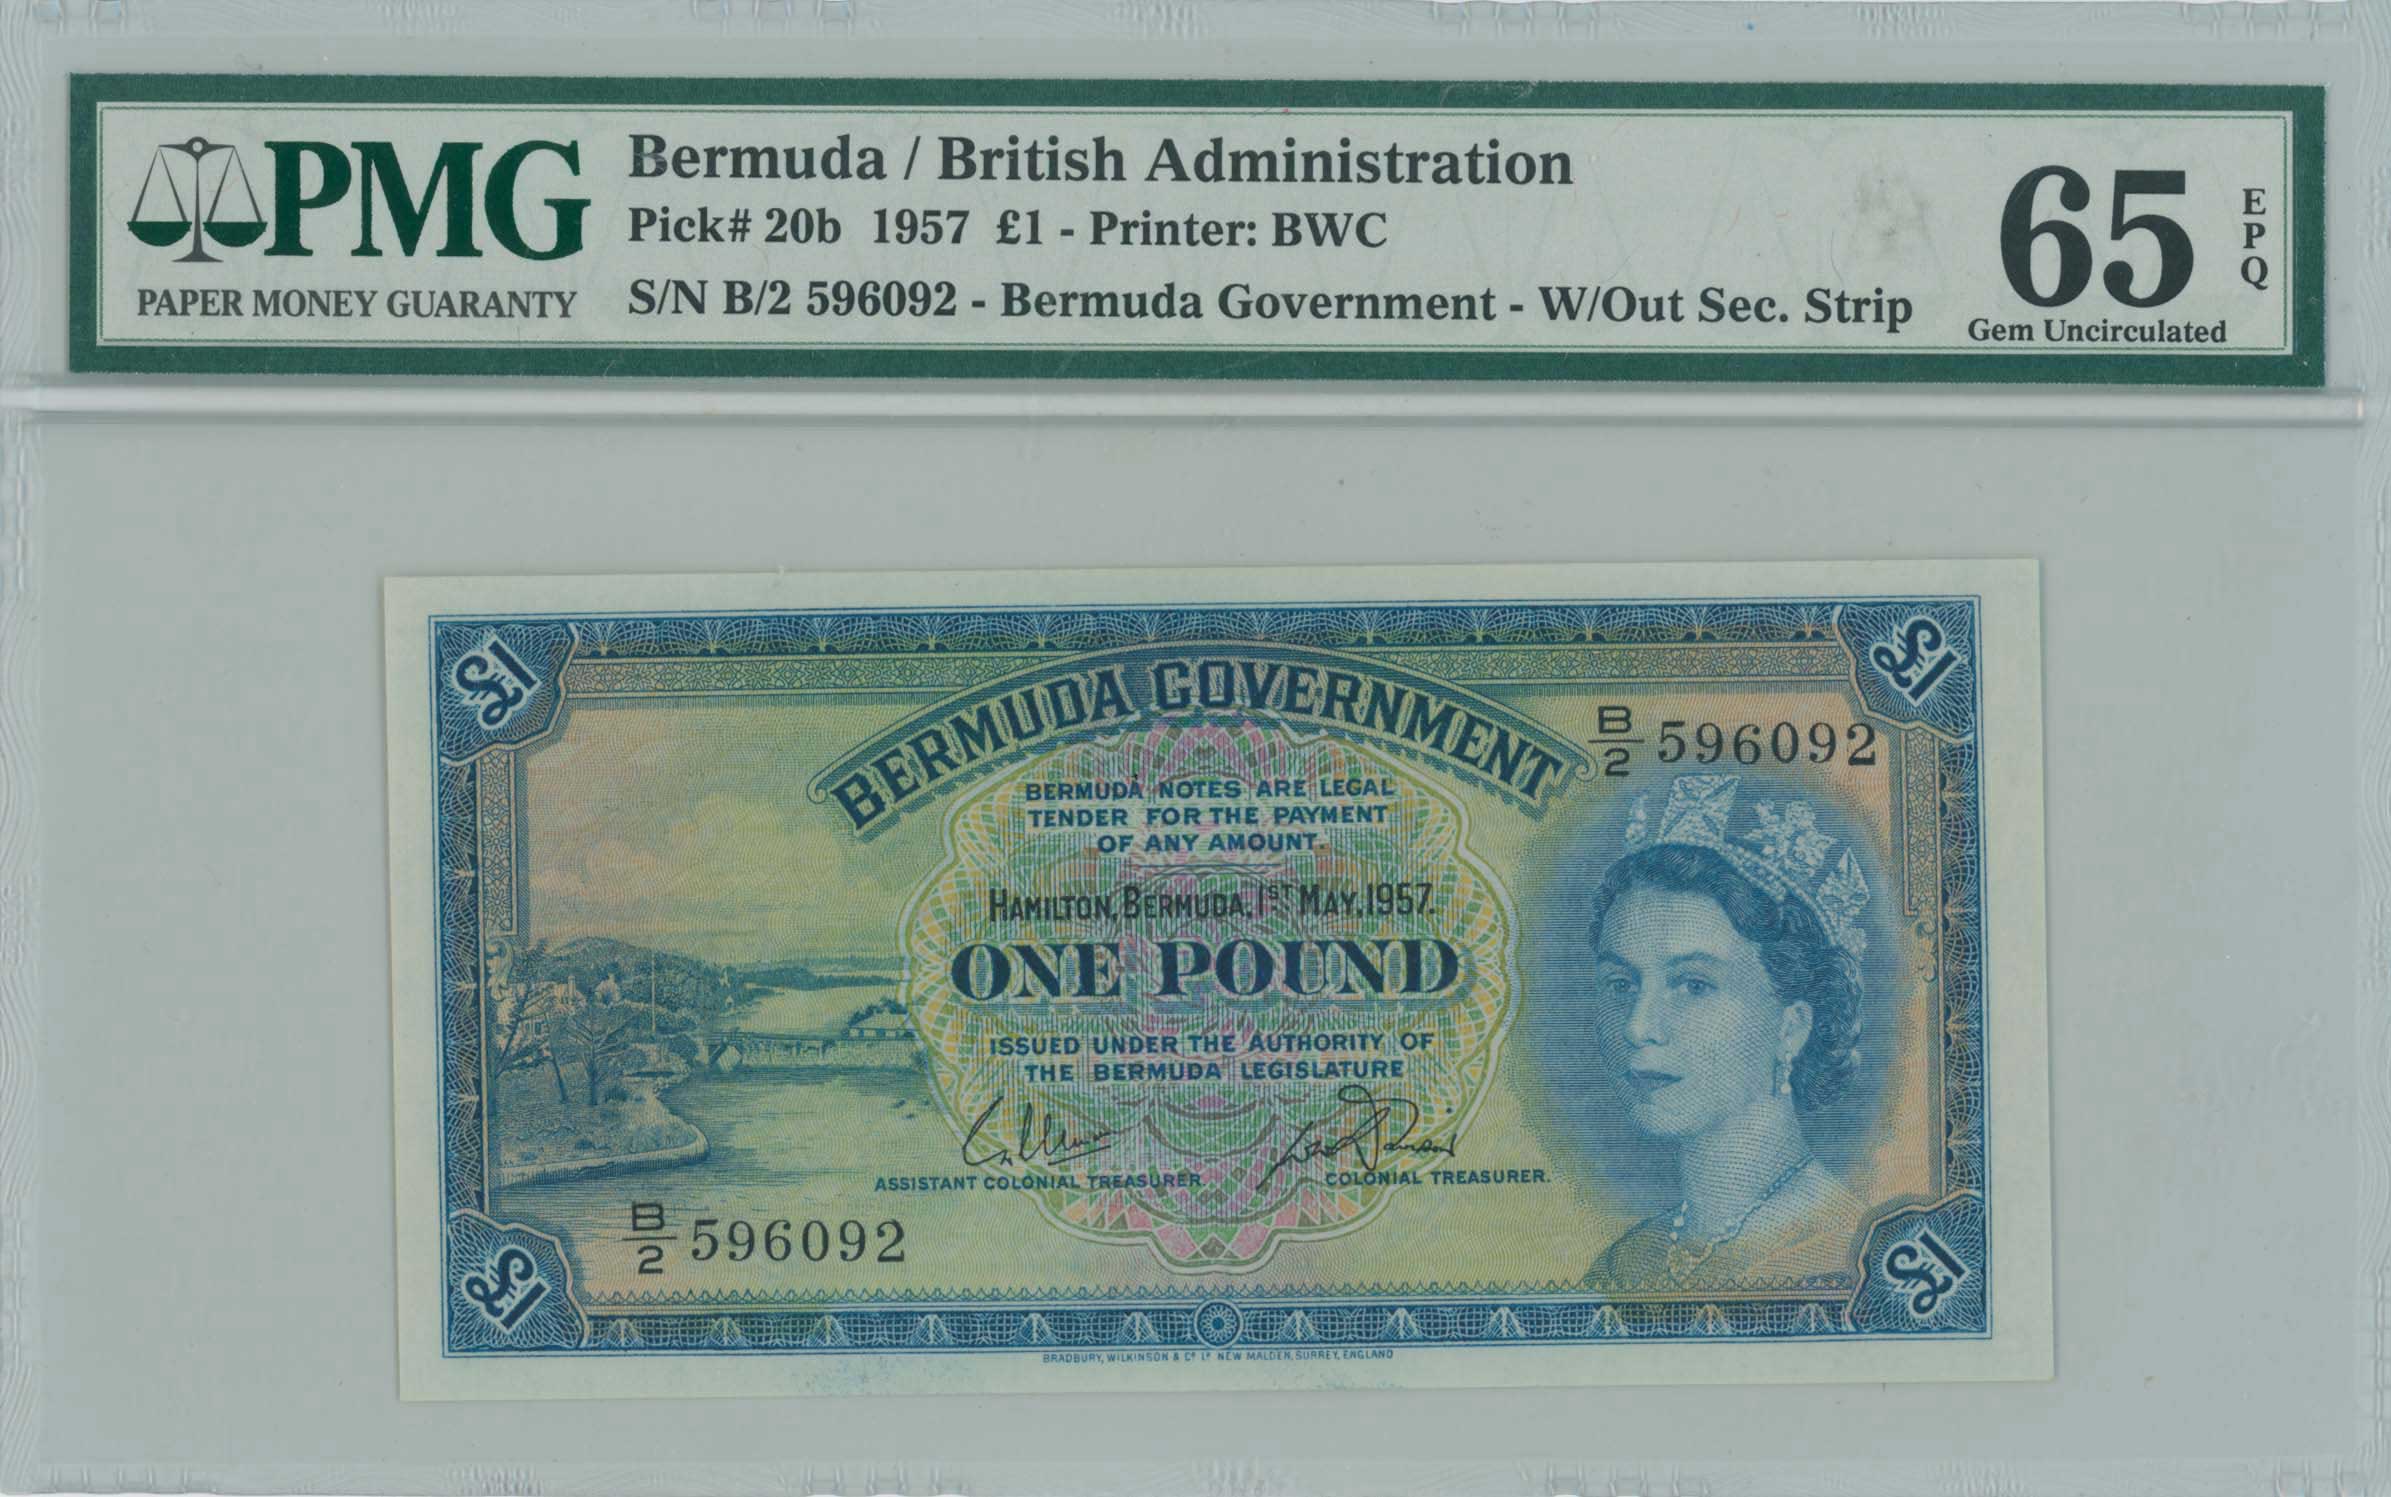 PMG
PAPER MONEY GUARANTY
Bermuda / British Administration
Pick# 20b 1957 £1 - Printer: BWC
S/N B/2 596092 - Bermuda Government - W/Out Sec. Strip
65
EPQ
Gem Uncirculated
£1
£1
BERMUDA GOVERNMENT
B/2 596092
BERMUDA NOTES ARE LEGAL
TENDER FOR THE PAYMENT
OF ANY AMOUNT.
HAMILTON, BERMUDA, 1ST MAY, 1957.
ONE POUND
ISSUED UNDER THE AUTHORITY OF
THE BERMUDA LEGISLATURE
ASSISTANT COLONIAL TREASURER
COLONIAL TREASURER.
B/2 596092
£1
£1
BRADBURY, WILKINSON & Co Ld NEW MALDEN, SURREY, ENGLAND